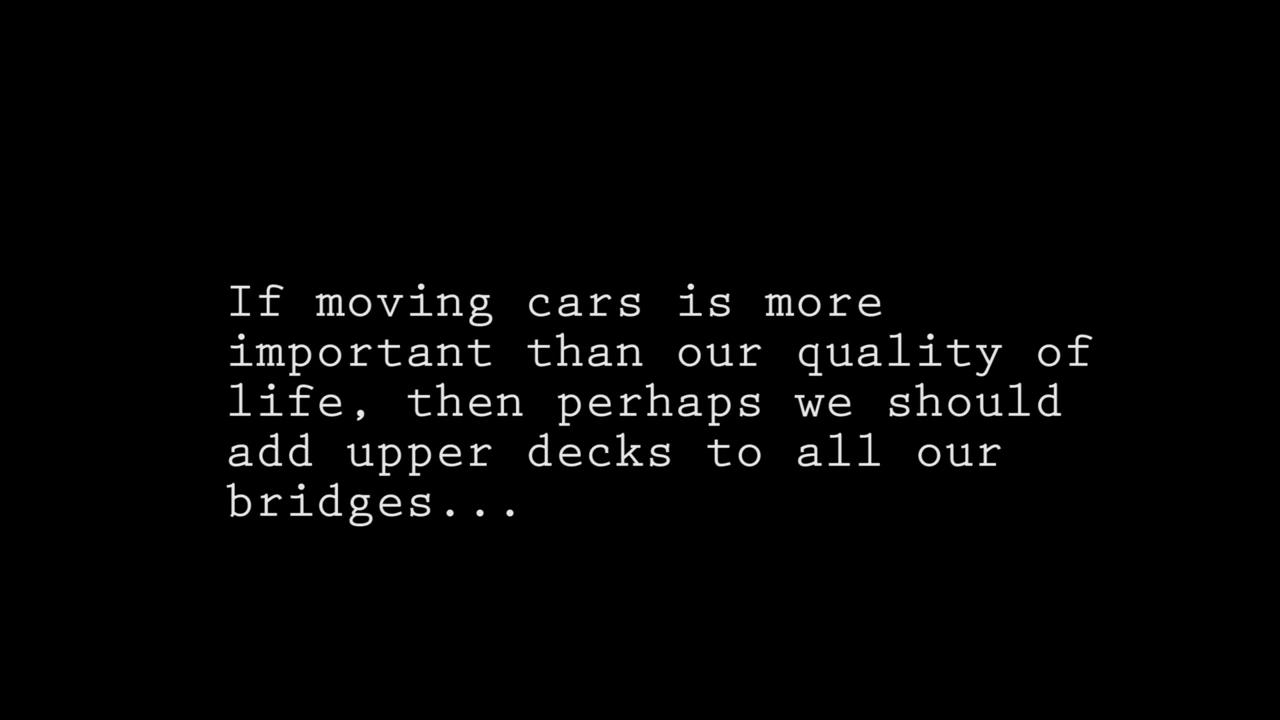 If moving cars is more
important than our quality of
life, then perhaps we should
add upper decks to all our
bridges...